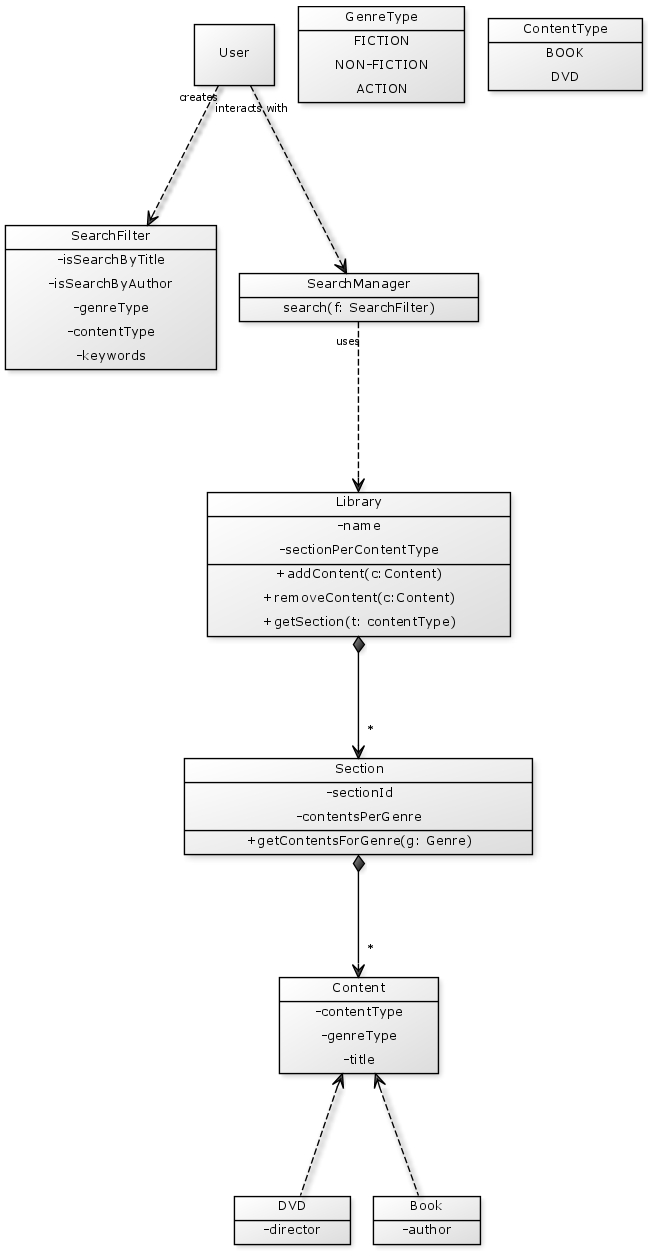 User
GenreType
FICTION
NON-FICTION
ACTION
ContentType
BOOK
DVD
creates
interacts with
SearchFilter
-isSearchByTitle
-isSearchByAuthor
-genreType
-contentType
-keywords
SearchManager
search(f: SearchFilter)
uses
Library
-name
-sectionPerContentType
+addContent(c:Content)
+removeContent(c:Content)
+getSection(t: contentType)
*
Section
-sectionId
-contentsPerGenre
+getContentsForGenre(g: Genre)
*
Content
-contentType
-genreType
-title
DVD
-director
Book
-author